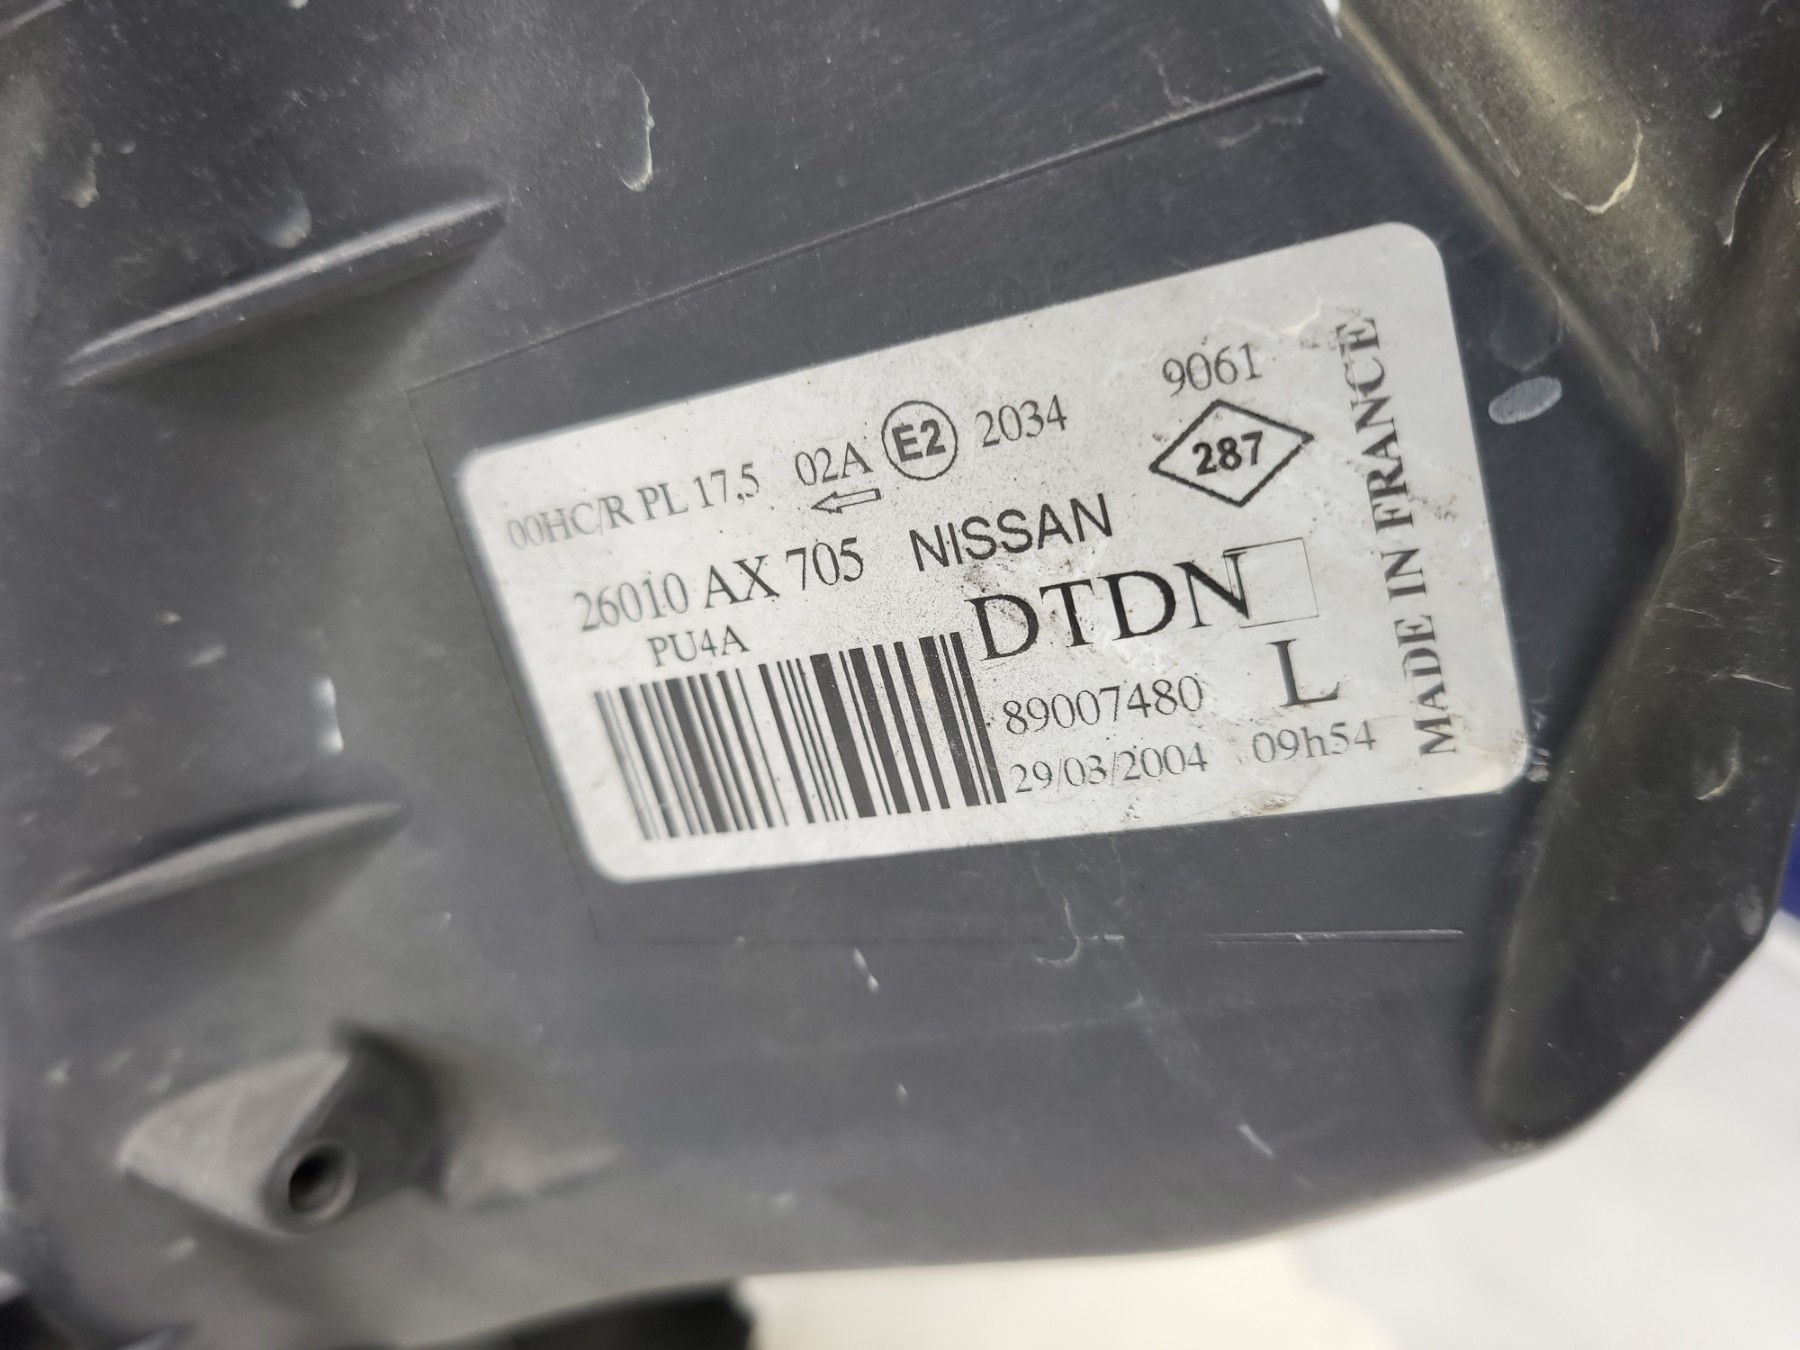 00HC/R PL 17,5 02A E2 2034 9061
287
26010 AX 705 NISSAN
PU4A DTDN
89007480 L
29/03/2004 09h54
MADE IN FRANCE